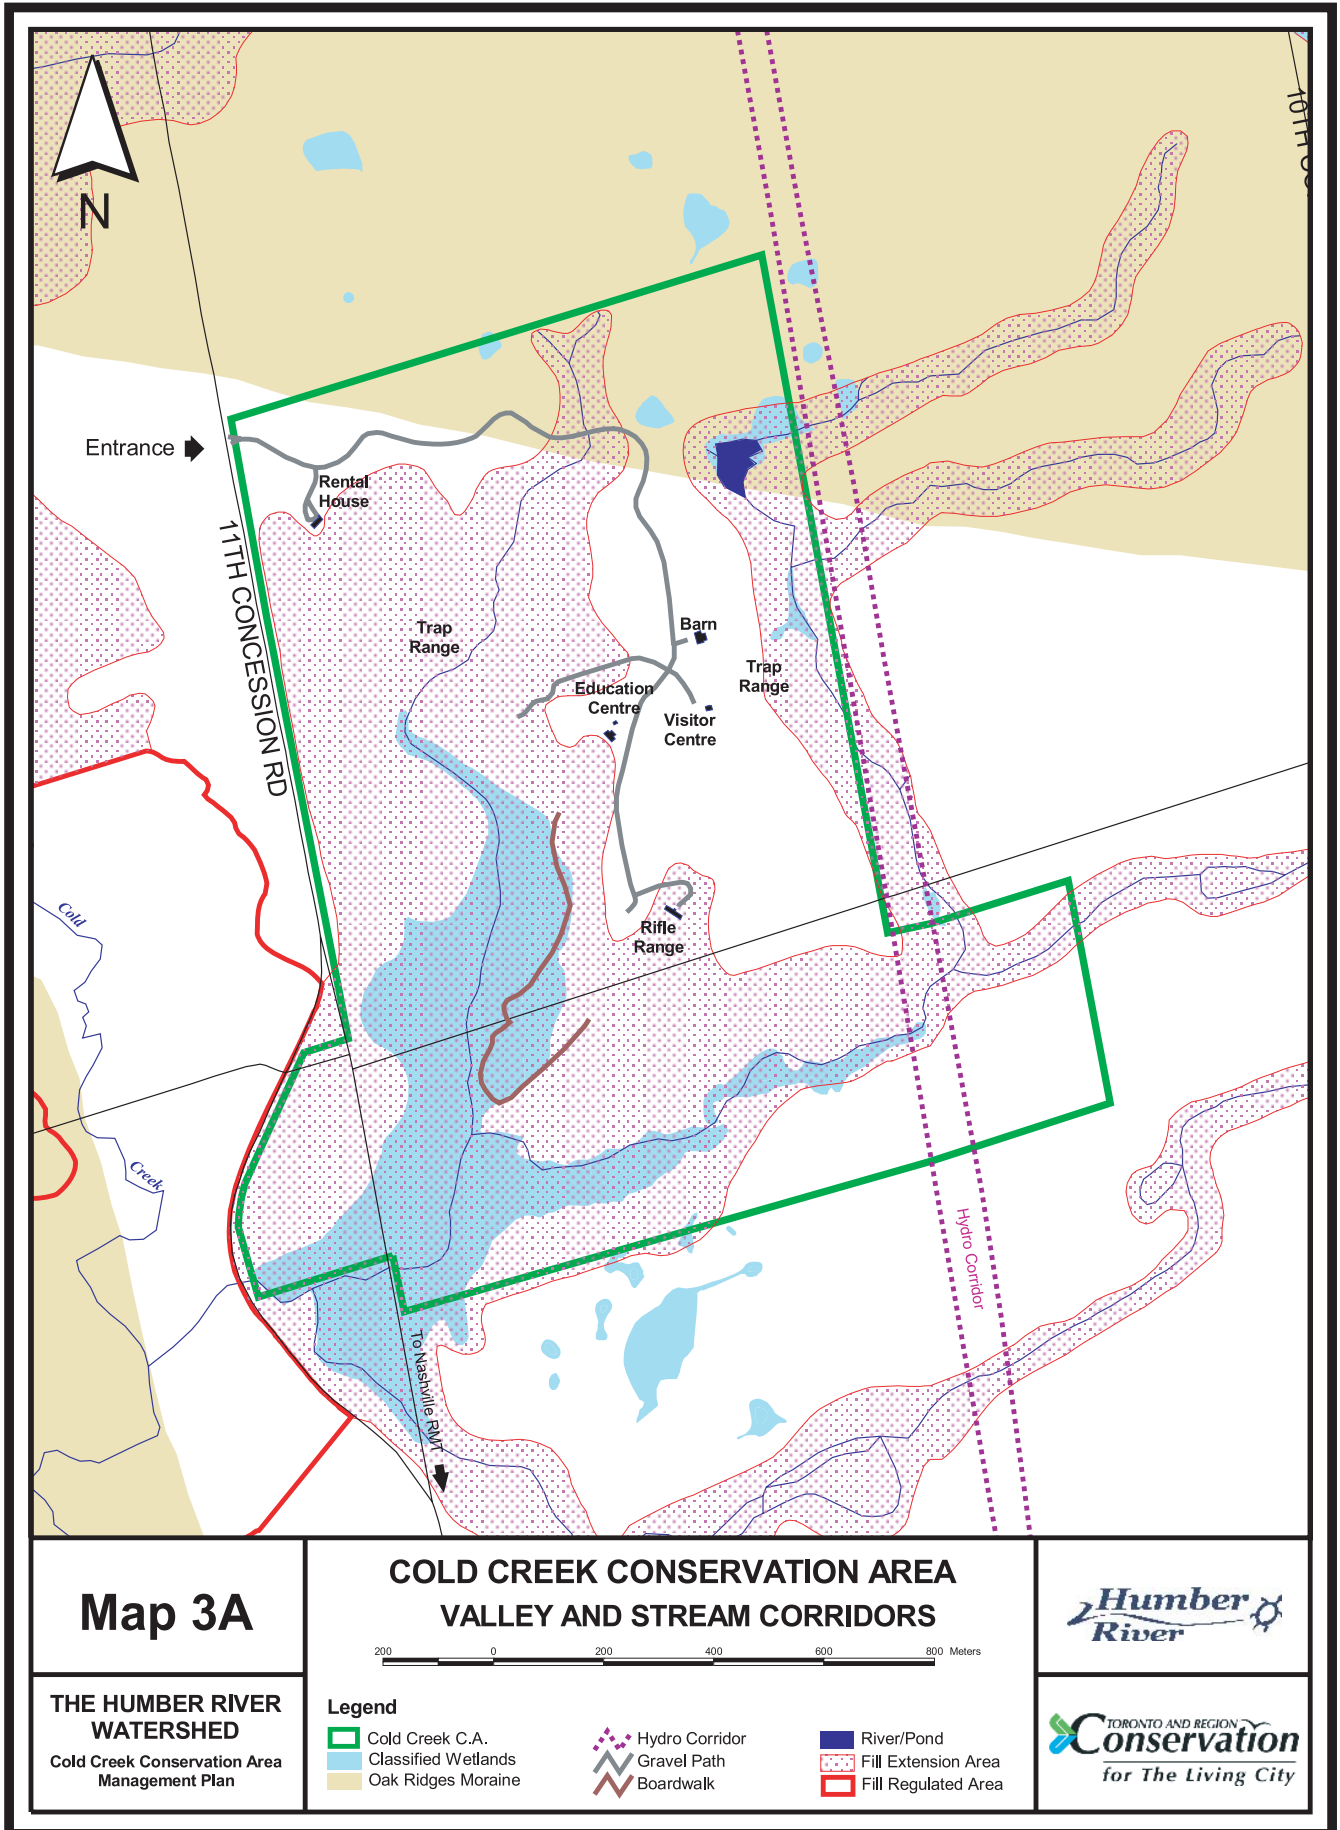 N
10TH
Entrance
Rental
House
11TH CONCESSION RD
Trap
Range
Barn
Trap
Range
Education
Centre
Visitor
Centre
Rifle
Range
Cold
Creek
Hydro Corridor
To Nashville RMT
Map 3A
THE HUMBER RIVER
WATERSHED
Cold Creek Conservation Area
Management Plan
COLD CREEK CONSERVATION AREA
VALLEY AND STREAM CORRIDORS
200 0 200 400 600 800 Meters
Legend
Cold Creek C.A.
Classified Wetlands
Oak Ridges Moraine
Hydro Corridor
Gravel Path
Boardwalk
River/Pond
Fill Extension Area
Fill Regulated Area
Humber
River
TORONTO AND REGION
Conservation
for The Living City